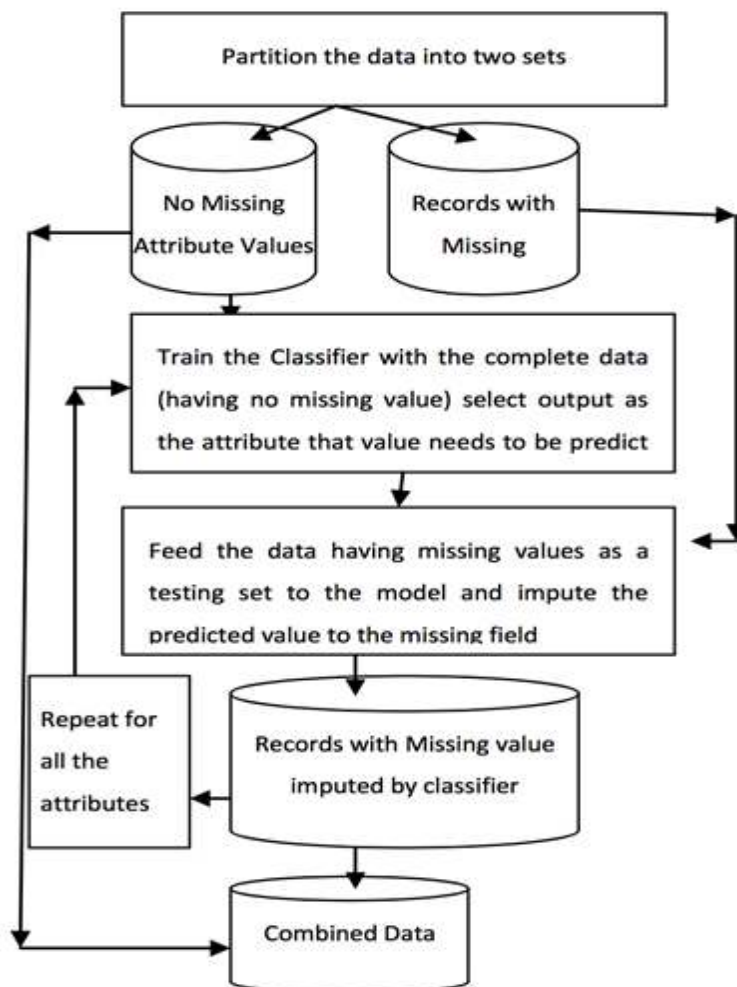 Partition the data into two sets
No Missing
Attribute Values
Records with
Missing
Train the Classifier with the complete data
(having no missing value) select output as
the attribute that value needs to be predict
Feed the data having missing values as a
testing set to the model and impute the
predicted value to the missing field
Repeat for
all the
attributes
Records with Missing value
imputed by classifier
Combined Data